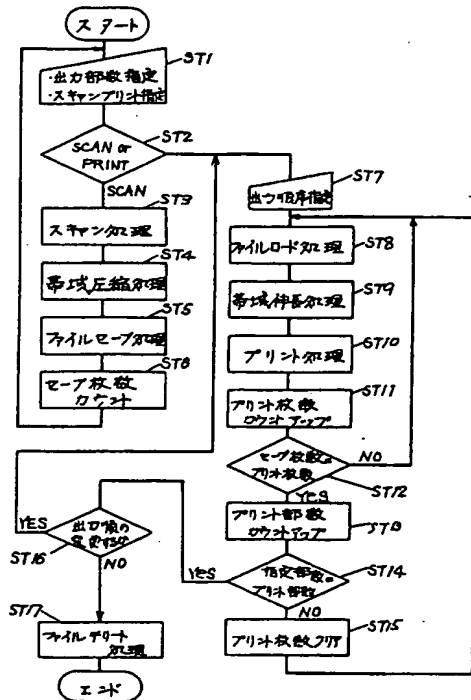 スタート
ST1
・出力部数指定
・スキャンプリント指定
ST2
SCAN or
PRINT
SCAN
ST3
スキャン処理
ST4
帯域圧縮処理
ST5
ファイルセーブ処理
ST6
セーブ枚数
カウント
ST7
出力順序指定
ST8
ファイルロード処理
ST9
帯域伸長処理
ST10
プリント処理
ST11
プリント枚数
カウントアップ
セーブ枚数=
プリント枚数
NO
ST12
YES
プリント部数
カウントアップ
ST13
指定部数=
プリント部数
ST14
YES
NO
プリント枚数クリア
ST15
YES
出力順の
変更するか
ST16
NO
ST17
ファイルデリート
処理
エンド